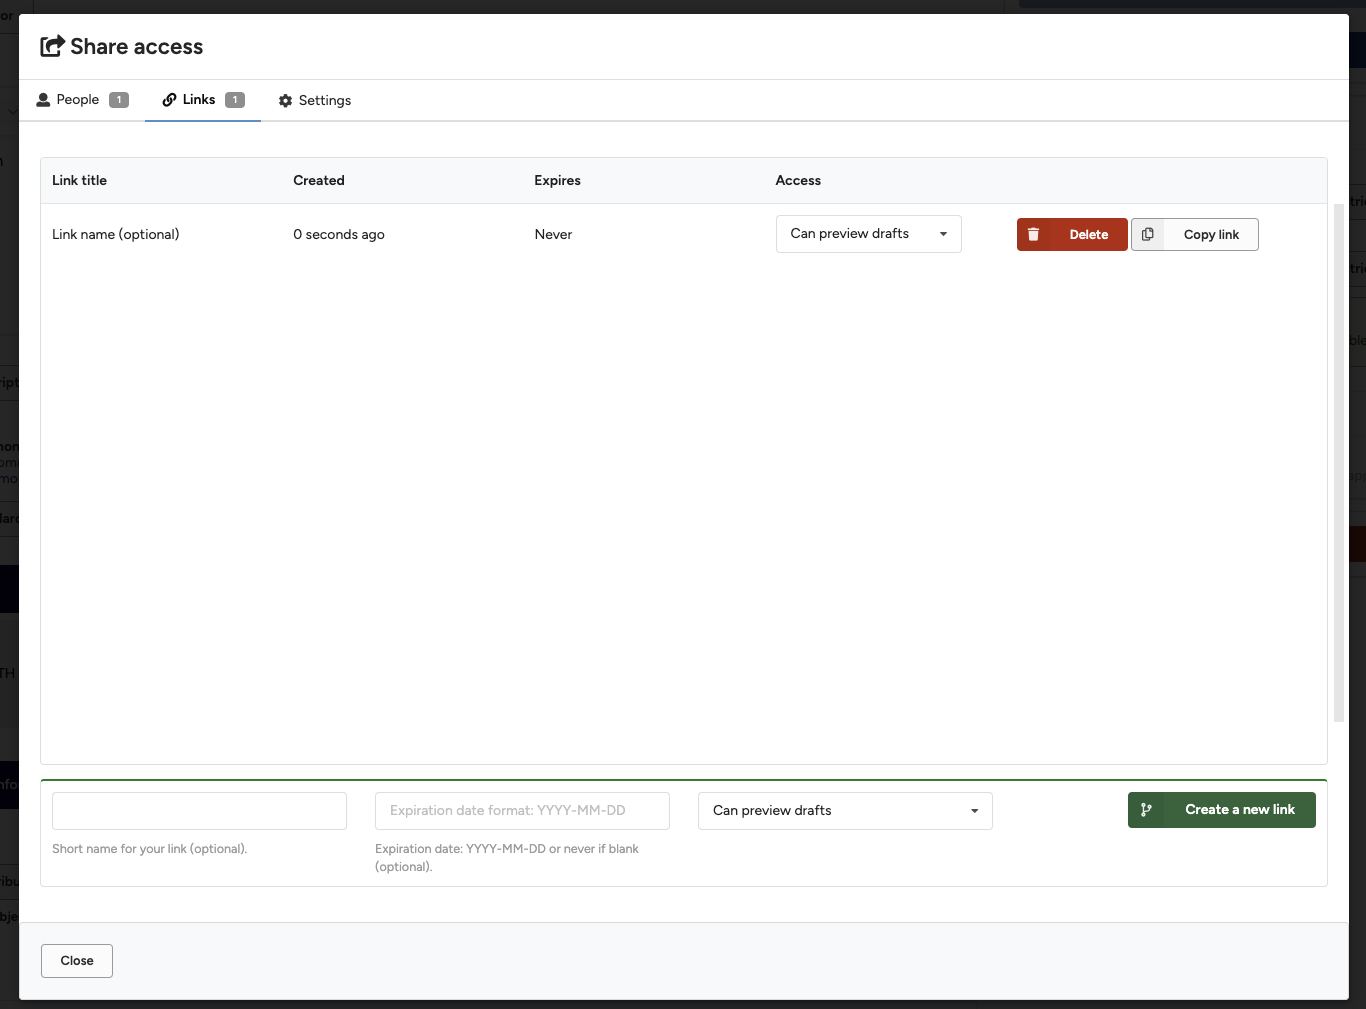 Share access
People 1 Links 1 Settings
Link title Created Expires Access
Link name (optional) 0 seconds ago Never Can preview drafts Delete Copy link
Expiration date format: YYYY-MM-DD Can preview drafts Create a new link
Short name for your link (optional). Expiration date: YYYY-MM-DD or never if blank
(optional).
Close